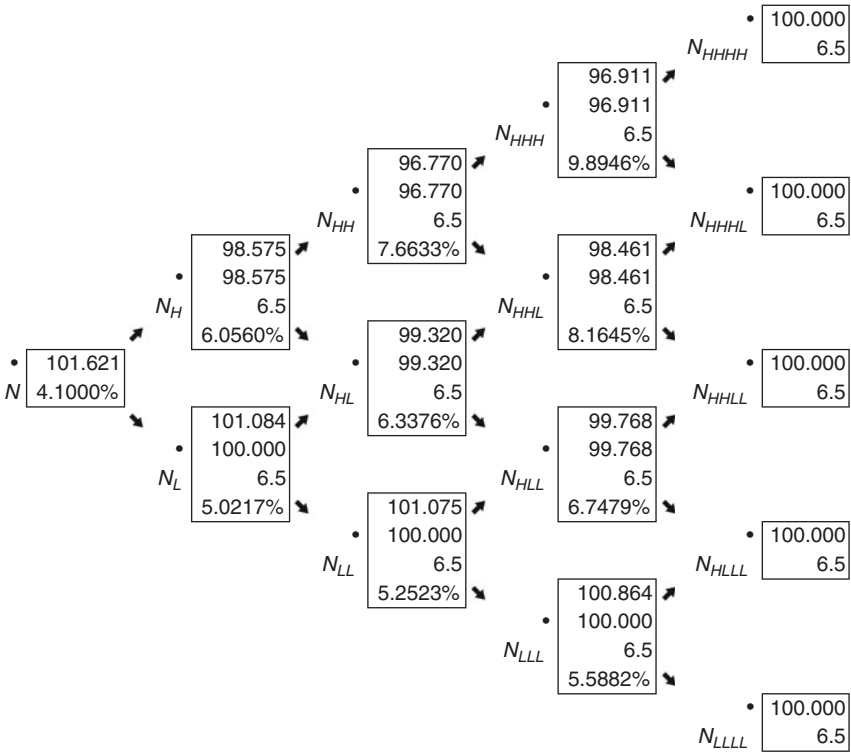 • 100.000
N_HHHH 6.5
96.911
• 96.911
N_HHH 6.5
9.8946%
96.770
• 96.770
N_HH 6.5
7.6633%
• 100.000
N_HHHL 6.5
98.575
• 98.575
N_H 6.5
6.0560%
98.461
• 98.461
N_HHL 6.5
8.1645%
• 101.621
N 4.1000%
99.320
• 99.320
N_HL 6.5
6.3376%
• 100.000
N_HHLL 6.5
101.084
• 100.000
N_L 6.5
5.0217%
99.768
• 99.768
N_HLL 6.5
6.7479%
101.075
• 100.000
N_LL 6.5
5.2523%
• 100.000
N_HLLL 6.5
100.864
• 100.000
N_LLL 6.5
5.5882%
• 100.000
N_LLLL 6.5